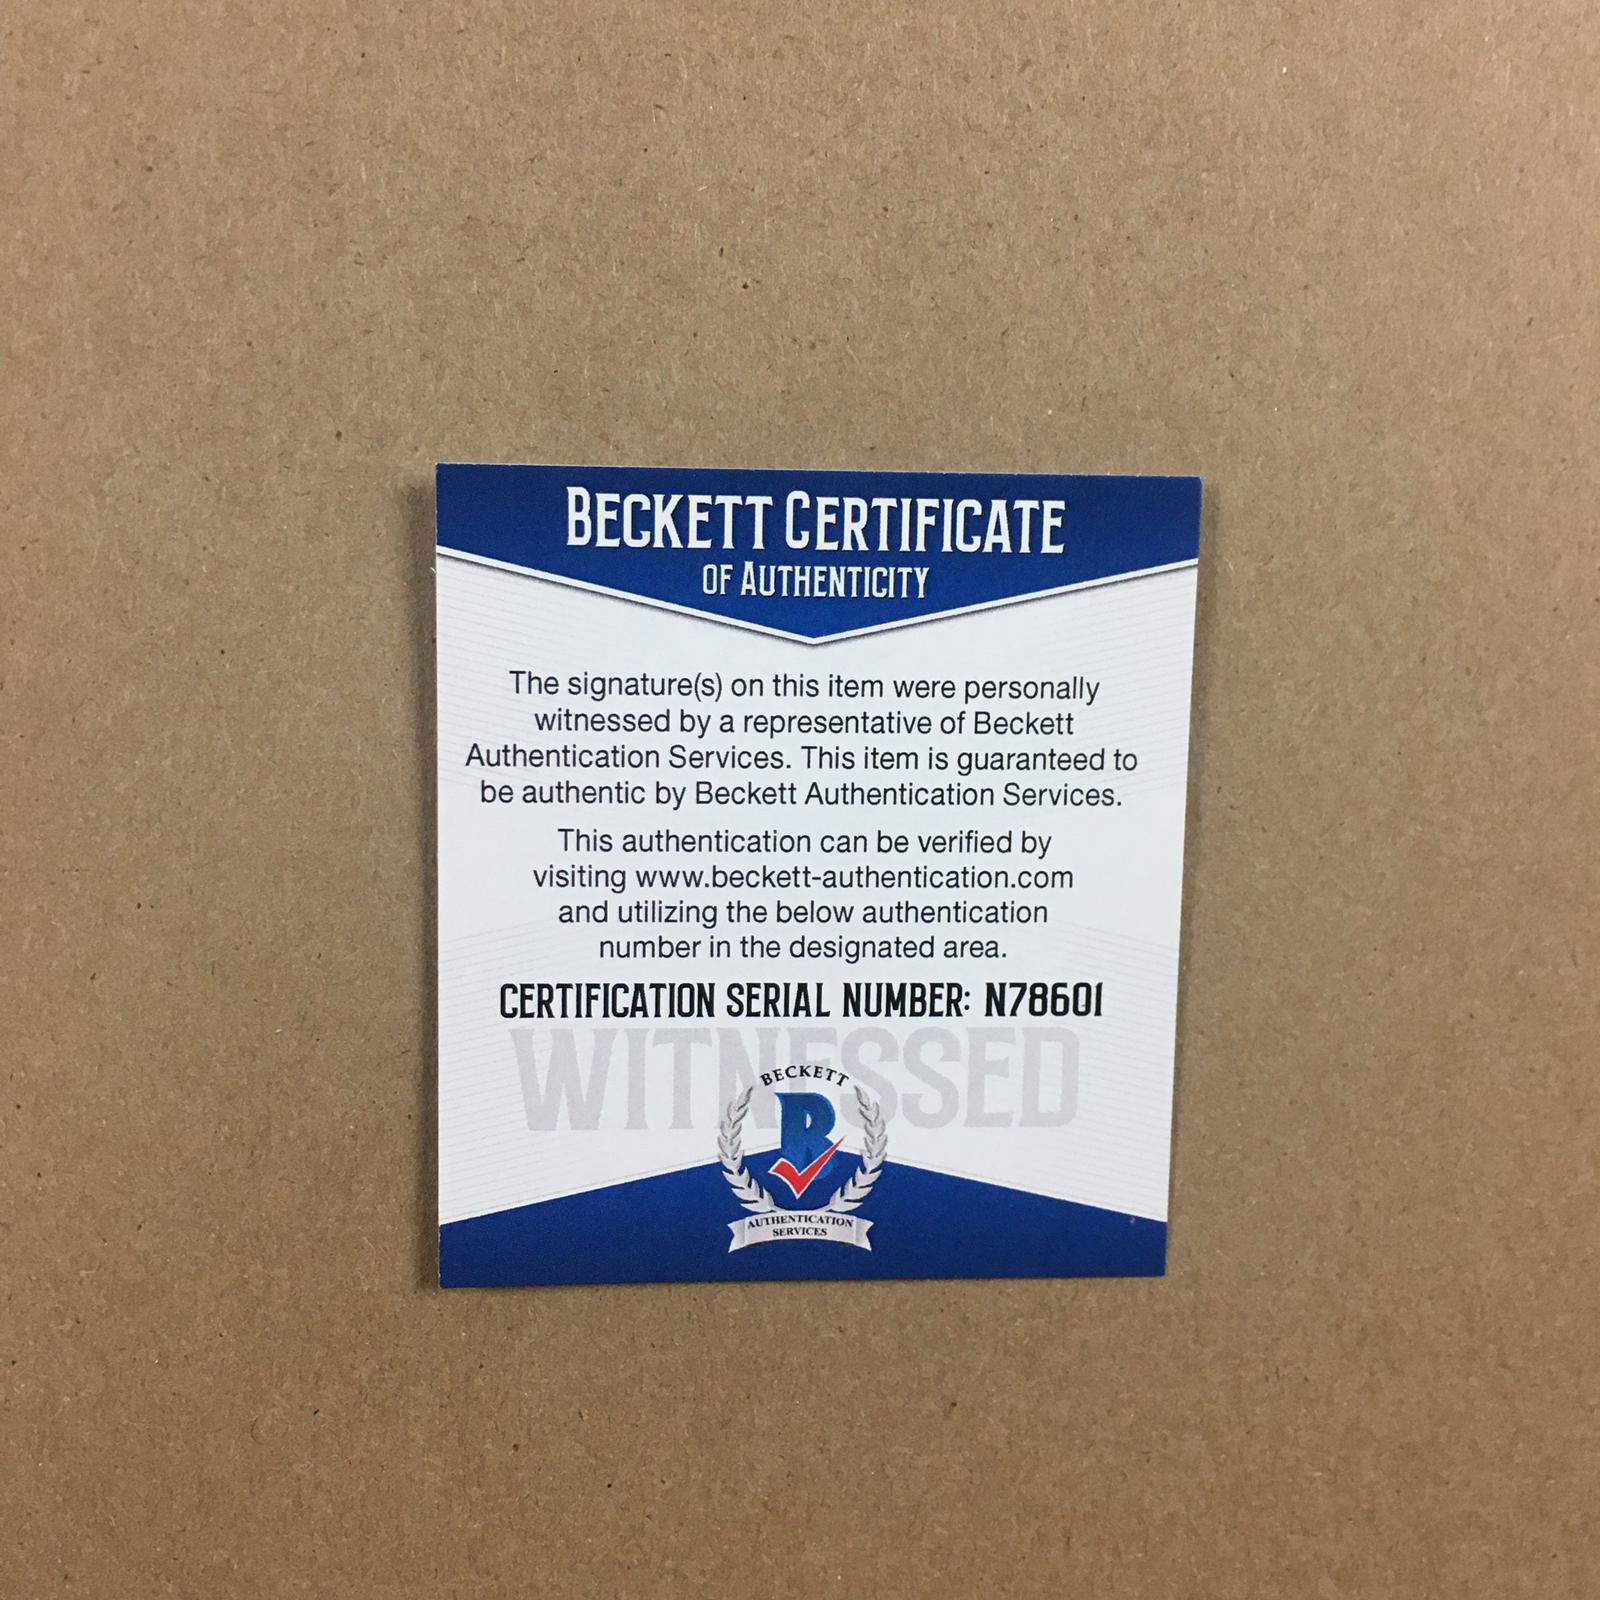 BECKETT CERTIFICATE
OF AUTHENTICITY
The signature(s) on this item were personally
witnessed by a representative of Beckett
Authentication Services. This item is guaranteed to
be authentic by Beckett Authentication Services.
This authentication can be verified by
visiting www.beckett-authentication.com
and utilizing the below authentication
number in the designated area.
CERTIFICATION SERIAL NUMBER: N78601
WITNESSED
BECKETT
B
AUTHENTICATION
SERVICES